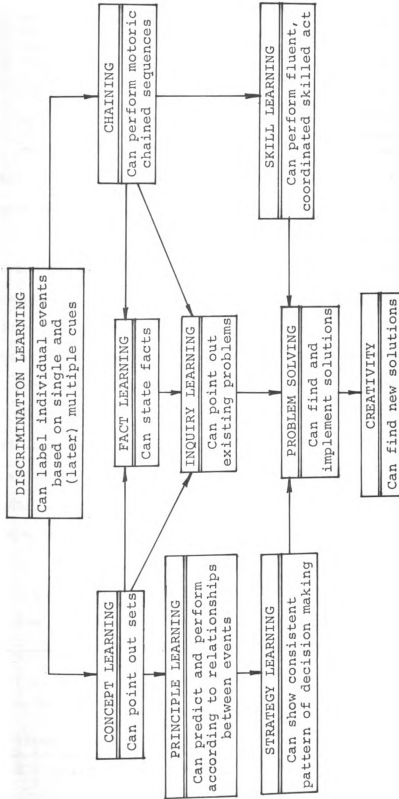 DISCRIMINATION LEARNING
Can label individual events
based on single and
(later) multiple cues
CONCEPT LEARNING
Can point out sets
FACT LEARNING
Can state facts
CHAINING
Can perform motoric
chained sequences
PRINCIPLE LEARNING
Can predict and perform
according to relationships
between events
INQUIRY LEARNING
Can point out
existing problems
STRATEGY LEARNING
Can show consistent
pattern of decision making
PROBLEM SOLVING
Can find and
implement solutions
SKILL LEARNING
Can perform fluent,
coordinated skilled act
CREATIVITY
Can find new solutions